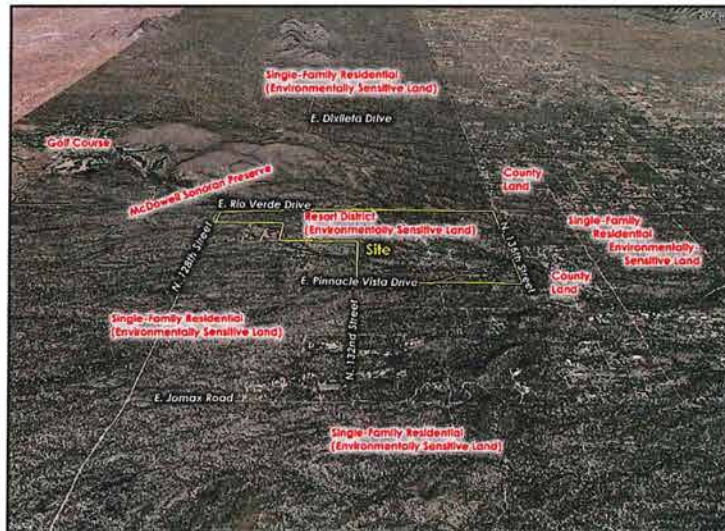 Single-Family Residential
(Environmentally Sensitive Land)
E. Dixileta Drive
Golf Course
McDowell Sonoran Preserve
County
Land
E. Rio Verde Drive
Resort District
(Environmentally Sensitive Land)
Single-Family
Residential
Environmentally-
Sensitive Land
N. 128th Street
Site
N. 136th Street
E. Pinnacle Vista Drive
County
Land
Single-Family Residential
(Environmentally Sensitive Land)
N. 132nd Street
E. Jomax Road
Single-Family Residential
(Environmentally Sensitive Land)